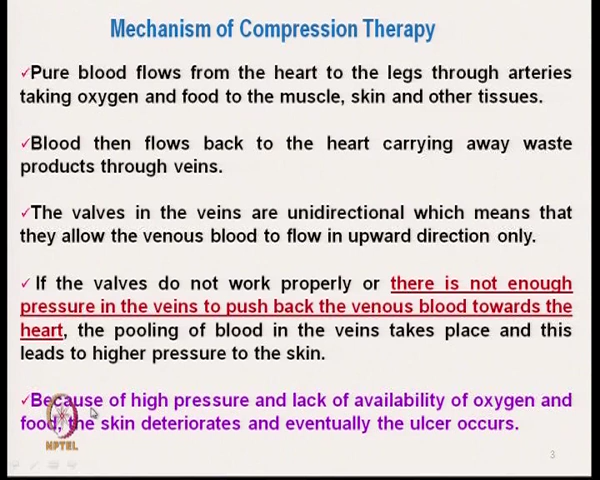 Mechanism of Compression Therapy
✓Pure blood flows from the heart to the legs through arteries
taking oxygen and food to the muscle, skin and other tissues.
✓Blood then flows back to the heart carrying away waste
products through veins.
✓The valves in the veins are unidirectional which means that
they allow the venous blood to flow in upward direction only.
✓ If the valves do not work properly or there is not enough
pressure in the veins to push back the venous blood towards the
heart, the pooling of blood in the veins takes place and this
leads to higher pressure to the skin.
✓Because of high pressure and lack of availability of oxygen and
food, the skin deteriorates and eventually the ulcer occurs.
NPTEL
3